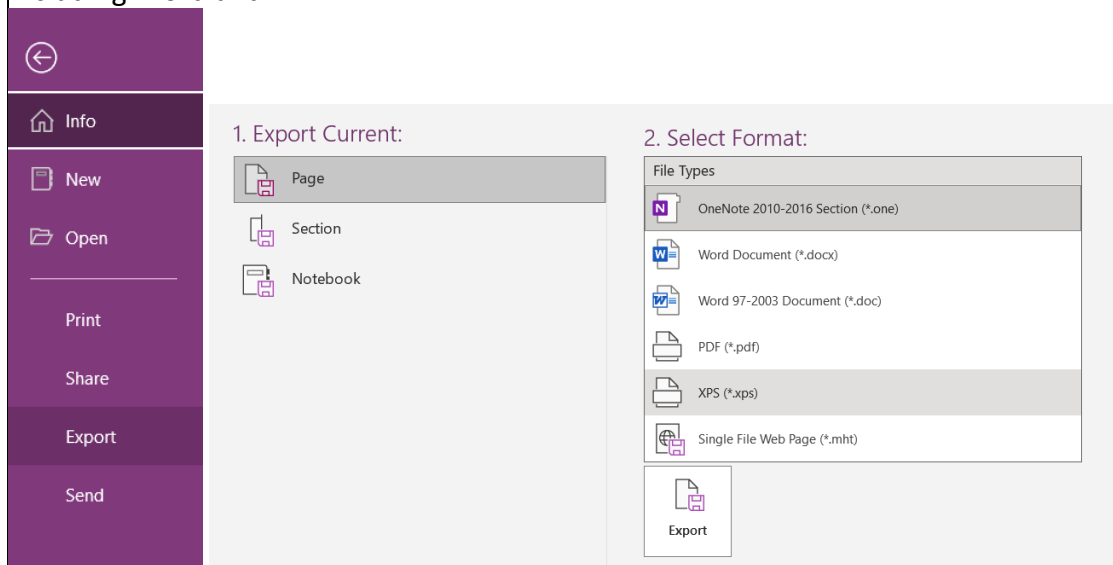 Info
New
Open
Print
Share
Export
Send
1. Export Current:
Page
Section
Notebook
2. Select Format:
File Types
OneNote 2010-2016 Section (*.one)
Word Document (*.docx)
Word 97-2003 Document (*.doc)
PDF (*.pdf)
XPS (*.xps)
Single File Web Page (*.mht)
Export